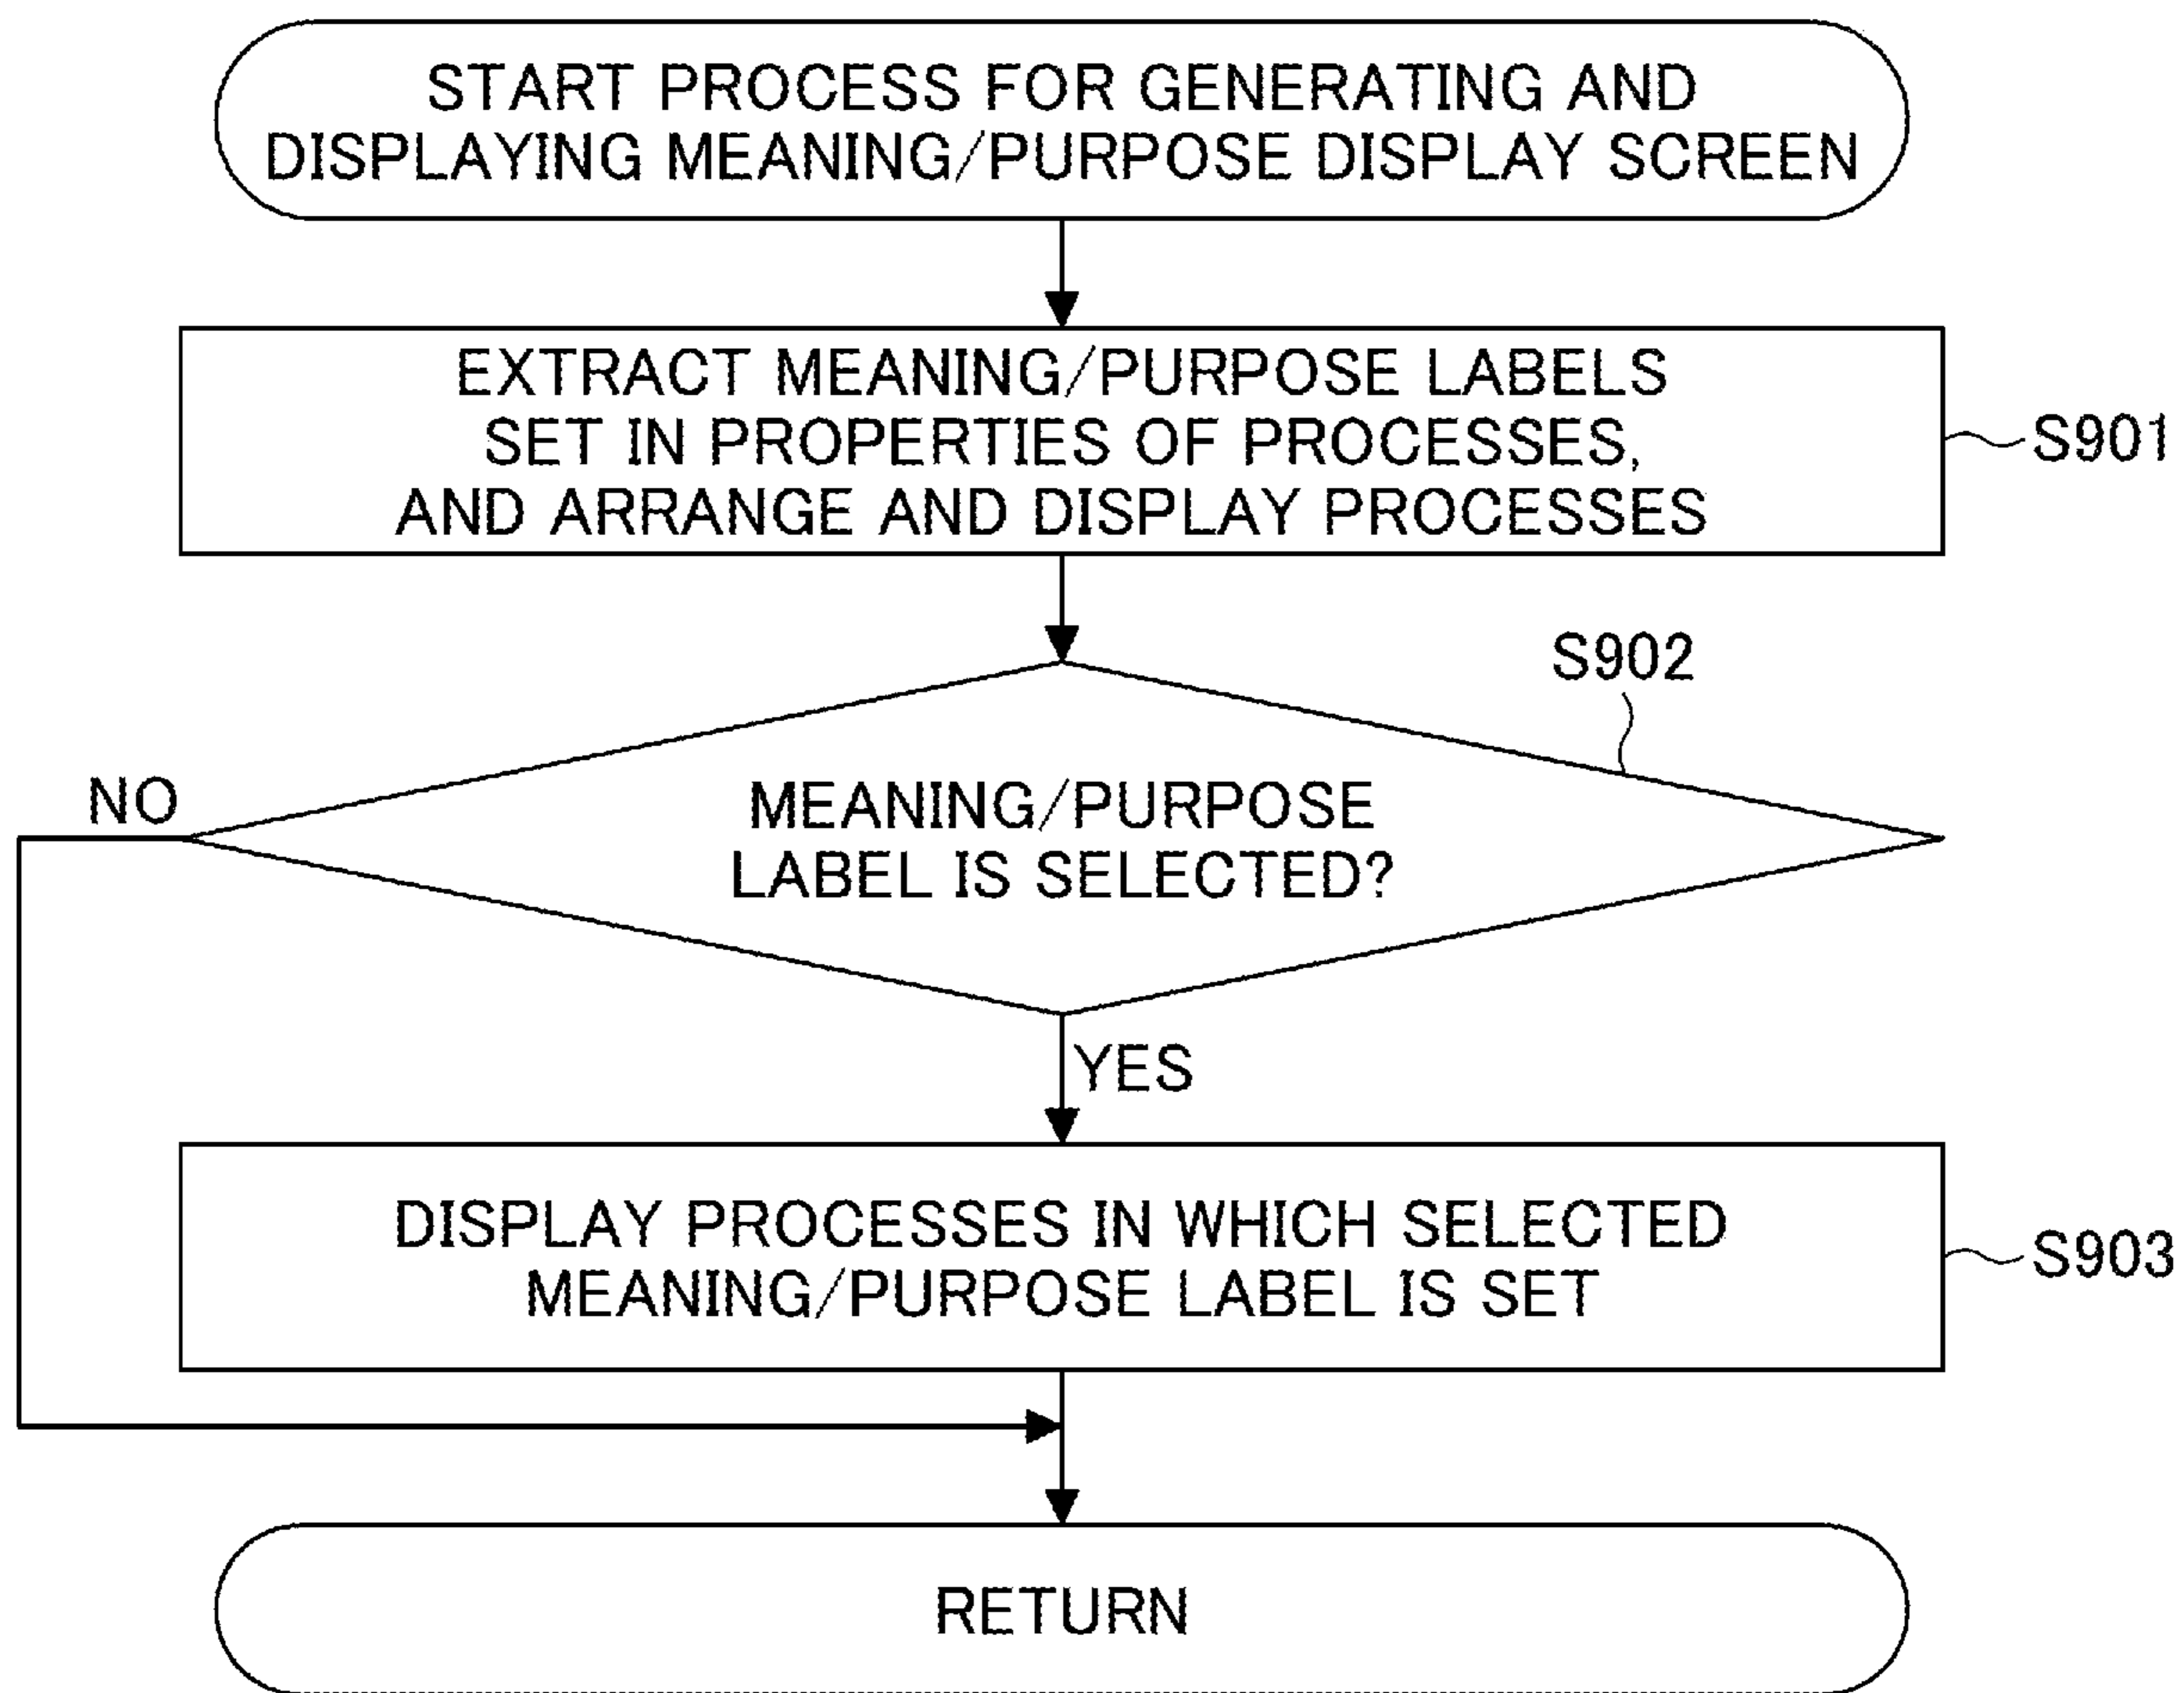 START PROCESS FOR GENERATING AND
DISPLAYING MEANING/PURPOSE DISPLAY SCREEN
EXTRACT MEANING/PURPOSE LABELS
SET IN PROPERTIES OF PROCESSES,
AND ARRANGE AND DISPLAY PROCESSES
S901
S902
NO
MEANING/PURPOSE
LABEL IS SELECTED?
YES
DISPLAY PROCESSES IN WHICH SELECTED
MEANING/PURPOSE LABEL IS SET
S903
RETURN